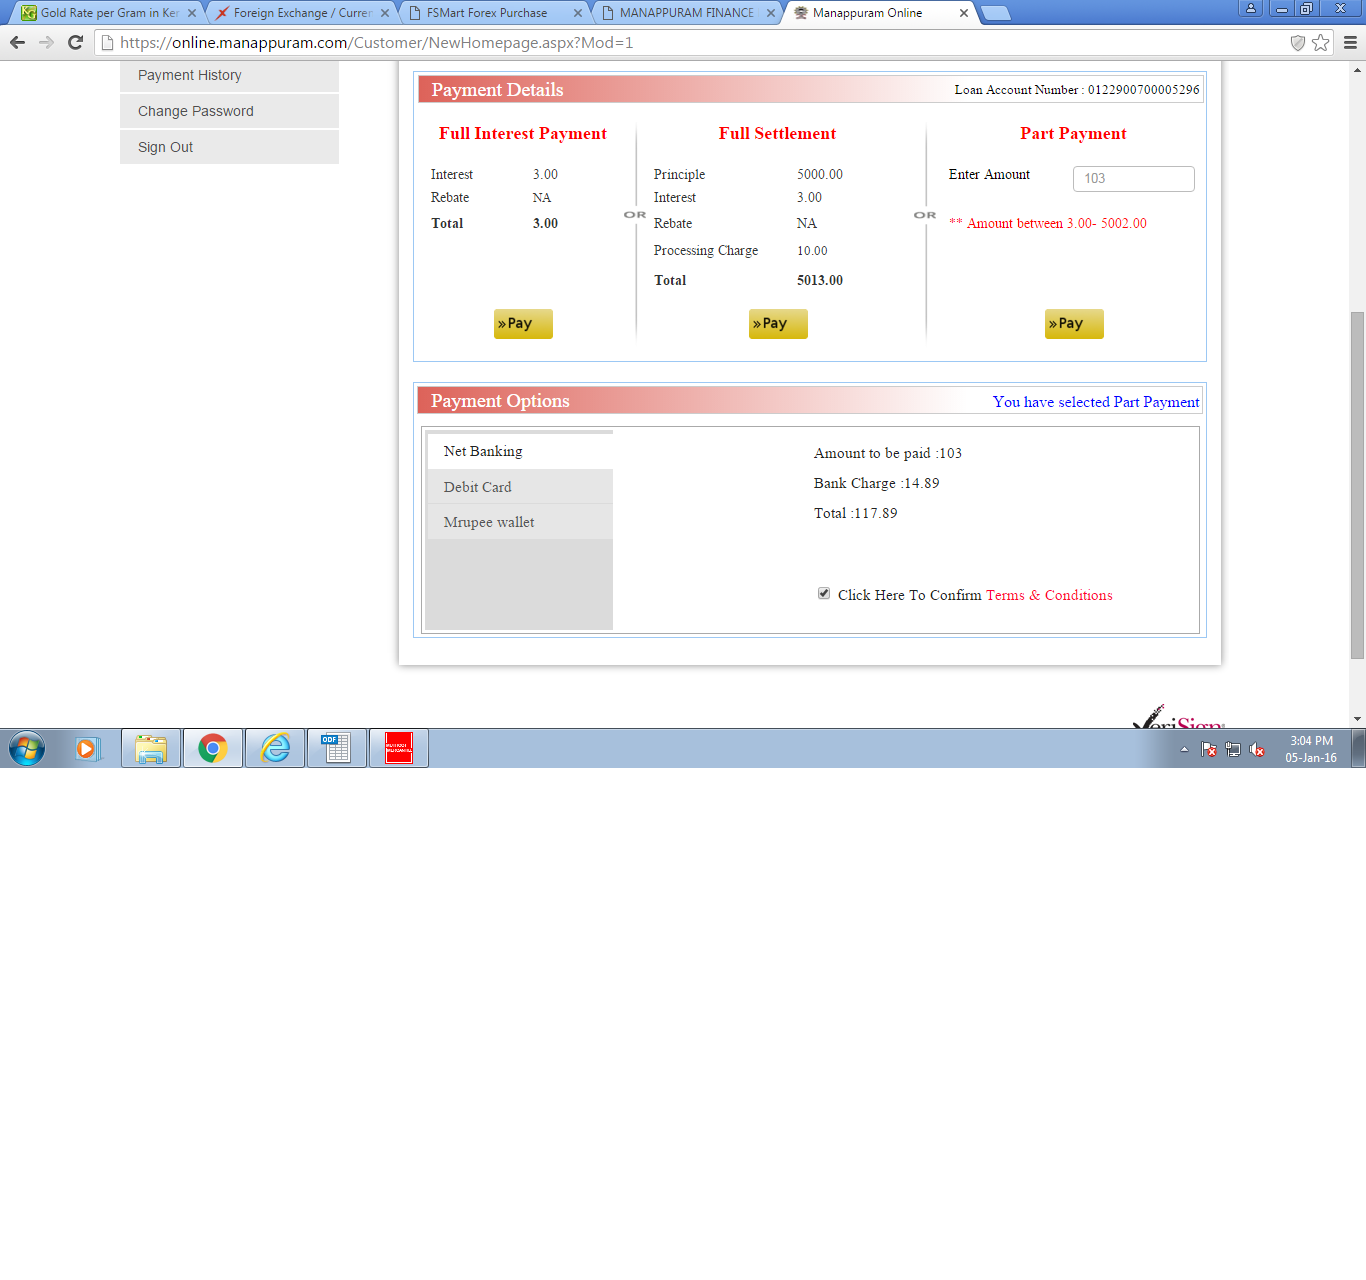 Gold Rate per Gram in Ker
Foreign Exchange / Curren
FSMart Forex Purchase
MANAPPURAM FINANCE
Manappuram Online
https://online.manappuram.com/Customer/NewHomepage.aspx?Mod=1
Payment History
Change Password
Sign Out
Payment Details
Loan Account Number : 0122900700005296
Full Interest Payment
Interest 3.00
Rebate NA
Total 3.00
»Pay
OR
Full Settlement
Principle 5000.00
Interest 3.00
Rebate NA
Processing Charge 10.00
Total 5013.00
»Pay
OR
Part Payment
Enter Amount 103
** Amount between 3.00- 5002.00
»Pay
Payment Options
You have selected Part Payment
Net Banking
Debit Card
Mrupee wallet
Amount to be paid :103
Bank Charge :14.89
Total :117.89
Click Here To Confirm Terms & Conditions
VeriSign
ODF
3:04 PM
05-Jan-16